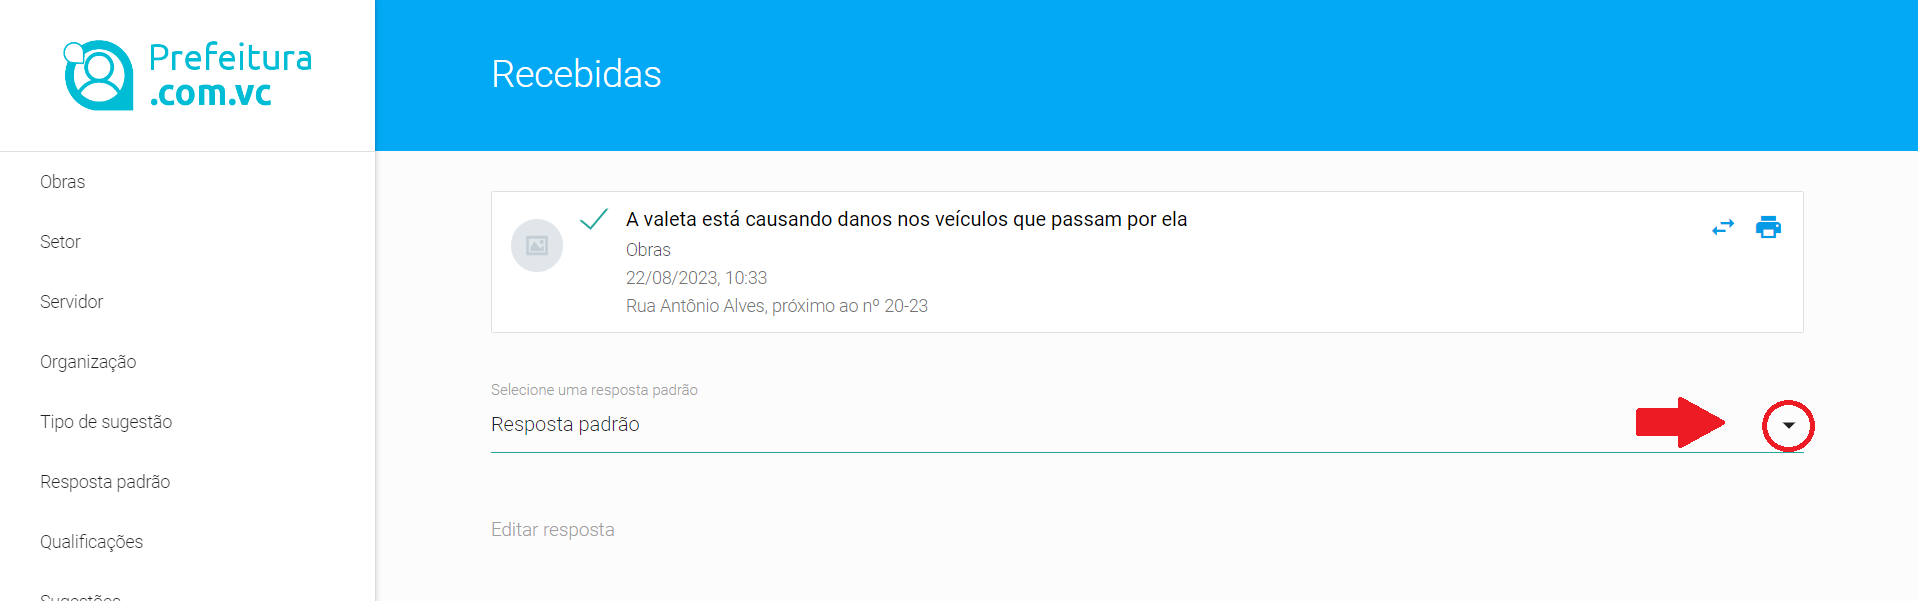 Prefeitura
.com.vc
Recebidas
Obras
Setor
Servidor
Organização
Tipo de sugestão
Resposta padrão
Qualificações
Sugestões
A valeta está causando danos nos veículos que passam por ela
Obras
22/08/2023, 10:33
Rua Antônio Alves, próximo ao nº 20-23
Selecione uma resposta padrão
Resposta padrão
Editar resposta